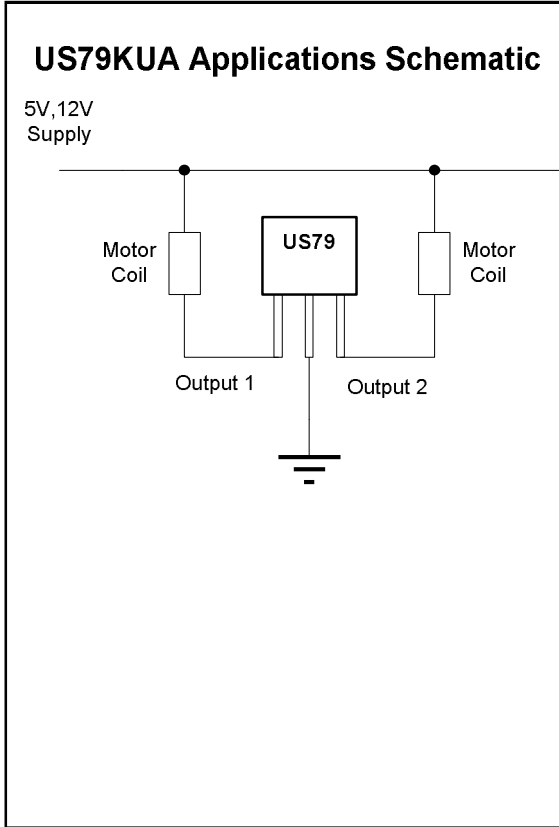 US79KUA Applications Schematic
5V,12V
Supply
Motor
Coil
US79
Motor
Coil
Output 1
Output 2